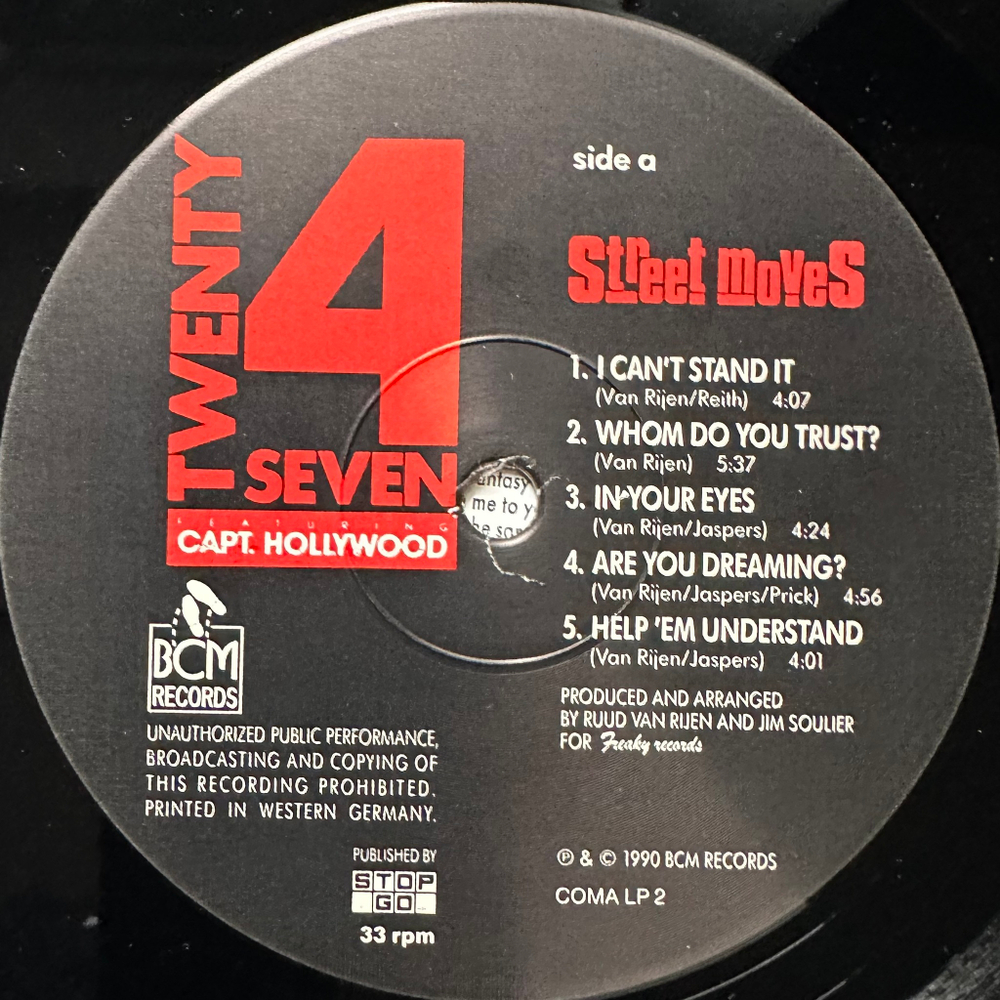 TWENTY
4
SEVEN
FEATURING
CAPT. HOLLYWOOD
BCM
RECORDS
UNAUTHORIZED PUBLIC PERFORMANCE,
BROADCASTING AND COPYING OF
THIS RECORDING PROHIBITED.
PRINTED IN WESTERN GERMANY.
PUBLISHED BY
STOP
GO
33 rpm
side a
Street moves
1. I CAN'T STAND IT
(Van Rijen/Reith) 4:07
2. WHOM DO YOU TRUST?
(Van Rijen) 5:37
3. IN YOUR EYES
(Van Rijen/Jaspers) 4:24
4. ARE YOU DREAMING?
(Van Rijen/Jaspers/Prick) 4:56
5. HELP 'EM UNDERSTAND
(Van Rijen/Jaspers) 4:01
PRODUCED AND ARRANGED
BY RUUD VAN RIJEN AND JIM SOULIER
FOR Freaky records
℗ & © 1990 BCM RECORDS
COMA LP 2
me to y